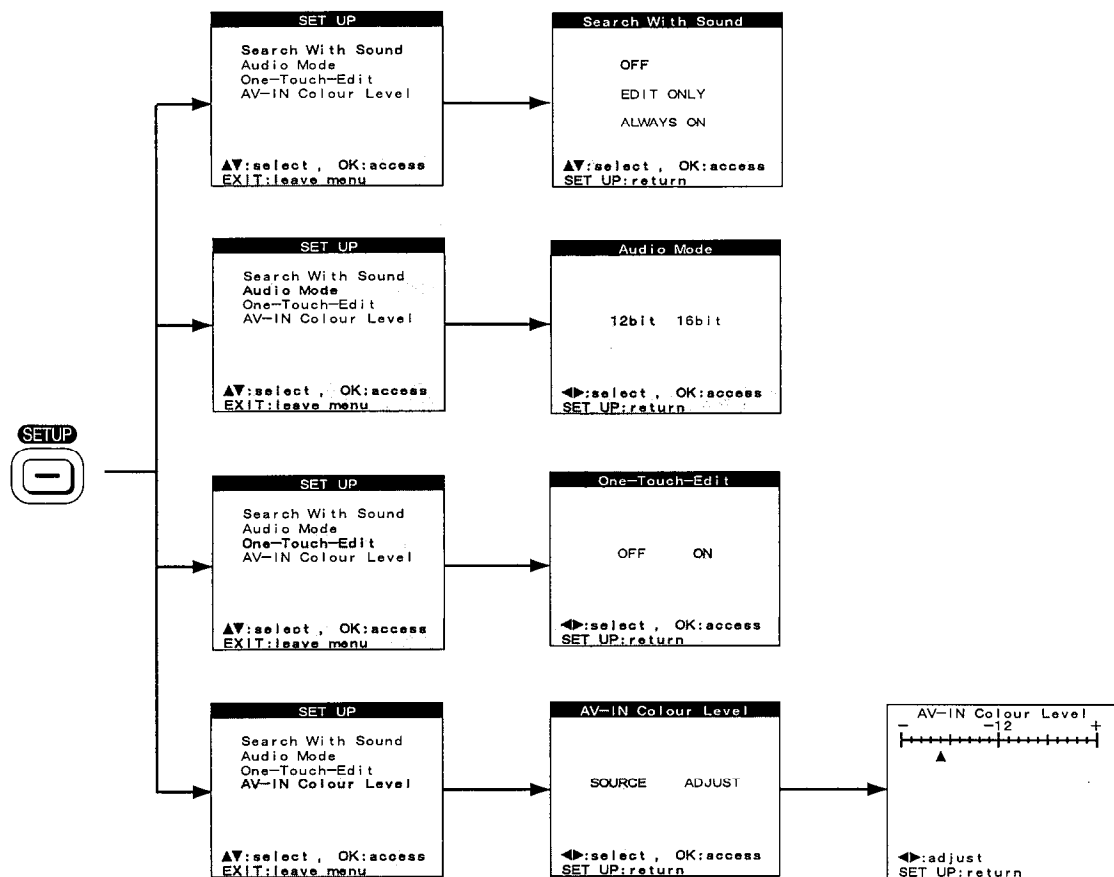 SET UP
Search With Sound
Audio Mode
One-Touch-Edit
AV-IN Colour Level
▲▼:select , OK:access
EXIT:leave menu
Search With Sound
OFF
EDIT ONLY
ALWAYS ON
▲▼:select , OK:access
SET UP:return
SET UP
Search With Sound
Audio Mode
One-Touch-Edit
AV-IN Colour Level
▲▼:select , OK:access
EXIT:leave menu
Audio Mode
12bit 16bit
◀▶:select , OK:access
SET UP:return
SETUP
SET UP
Search With Sound
Audio Mode
One-Touch-Edit
AV-IN Colour Level
▲▼:select , OK:access
EXIT:leave menu
One-Touch-Edit
OFF ON
◀▶:select , OK:access
SET UP:return
SET UP
Search With Sound
Audio Mode
One-Touch-Edit
AV-IN Colour Level
▲▼:select , OK:access
EXIT:leave menu
AV-IN Colour Level
SOURCE ADJUST
◀▶:select , OK:access
SET UP:return
AV-IN Colour Level
- -12 +
◀▶:adjust
SET UP:return